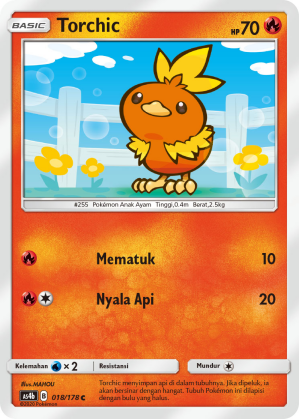 BASIC Torchic HP70
#255 Pokémon Anak Ayam Tinggi,0.4m Berat,2.5kg
Mematuk 10
Nyala Api 20
Kelemahan ×2 Resistansi Mundur
Illus. MAHOU
AS4b B 018/178 C
©2020 Pokémon
Torchic menyimpan api di dalam tubuhnya. Jika dipeluk, ia
akan bersinar dengan hangat. Tubuh Pokémon ini dilapisi
dengan bulu yang halus.